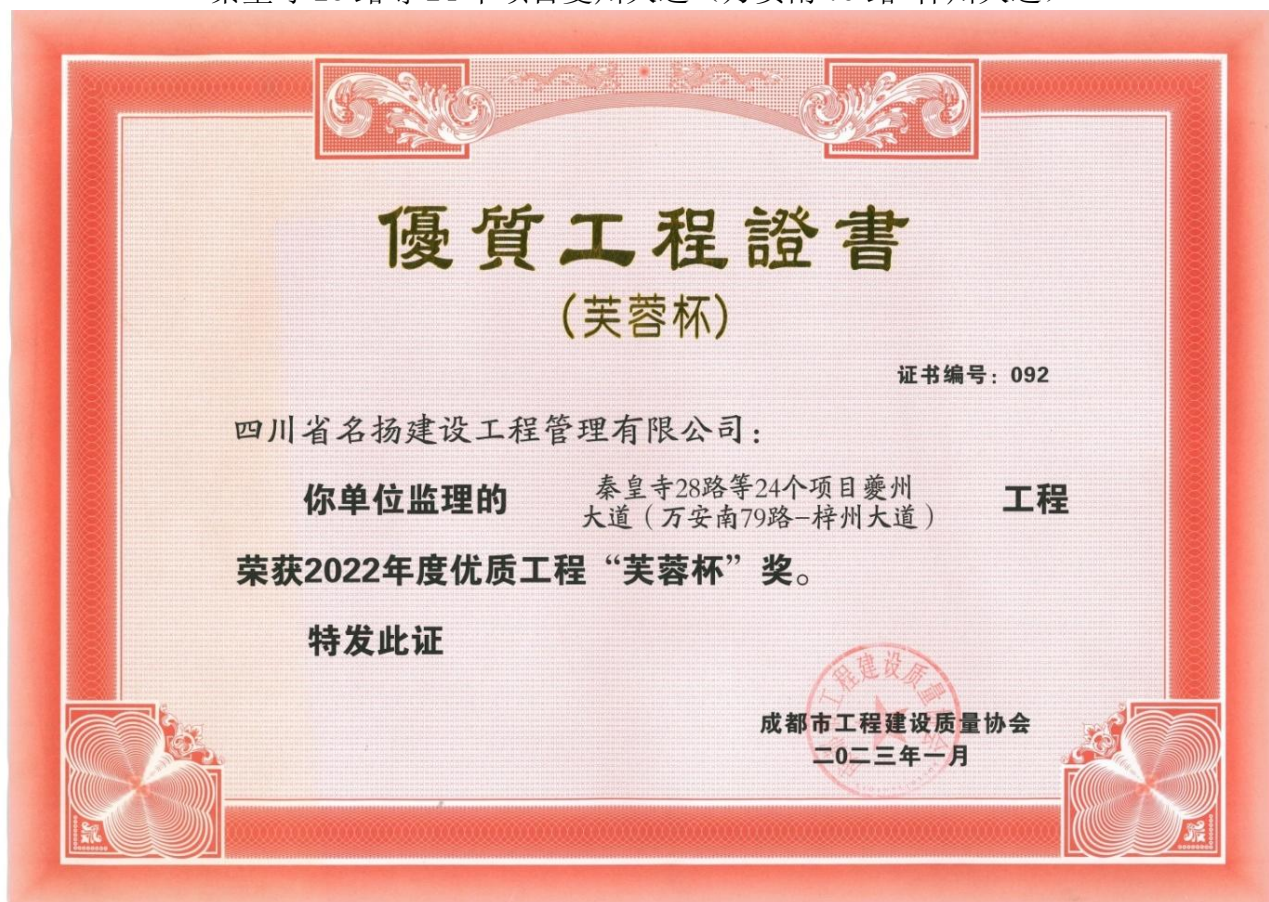 優質工程證書
(芙蓉杯)
证书编号：092
四川省名扬建设工程管理有限公司：
你单位监理的 秦皇寺28路等24个项目夔州 工程
大道（万安南79路–梓州大道）
荣获2022年度优质工程“芙蓉杯”奖。
特发此证
成都市工程建设质量协会
二0二三年一月